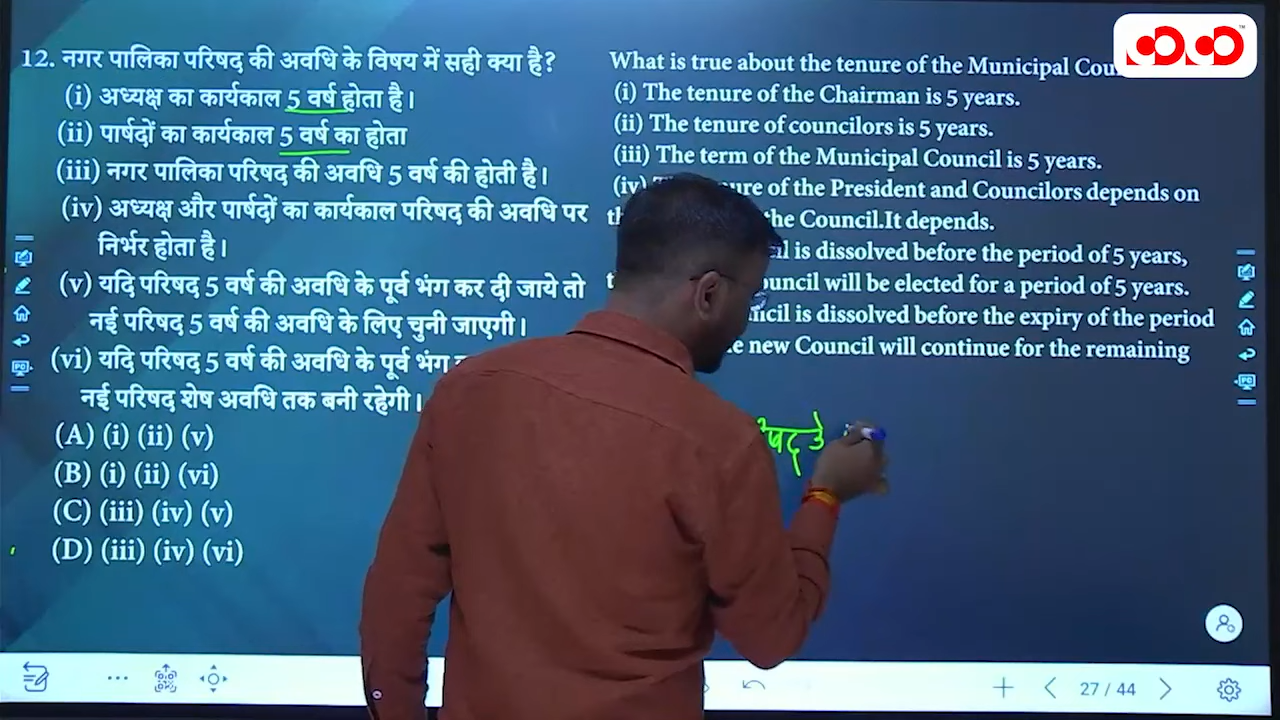 12. नगर पालिका परिषद की अवधि के विषय में सही क्या है?
(i) अध्यक्ष का कार्यकाल 5 वर्ष होता है।
(ii) पार्षदों का कार्यकाल 5 वर्ष का होता
(iii) नगर पालिका परिषद की अवधि 5 वर्ष की होती है।
(iv) अध्यक्ष और पार्षदों का कार्यकाल परिषद की अवधि पर
निर्भर होता है।
(v) यदि परिषद 5 वर्ष की अवधि के पूर्व भंग कर दी जाये तो
नई परिषद 5 वर्ष की अवधि के लिए चुनी जाएगी।
(vi) यदि परिषद 5 वर्ष की अवधि के पूर्व भंग
नई परिषद शेष अवधि तक बनी रहेगी।
(A) (i) (ii) (v)
(B) (i) (ii) (vi)
(C) (iii) (iv) (v)
(D) (iii) (iv) (vi)
What is true about the tenure of the Municipal
(i) The tenure of the Chairman is 5 years.
(ii) The tenure of councilors is 5 years.
(iii) The term of the Municipal Council is 5 years.
(iv) of the President and Councilors depends on
the Council.It depends.
is dissolved before the period of 5 years,
will be elected for a period of 5 years.
is dissolved before the expiry of the period
new Council will continue for the remaining
27 / 44